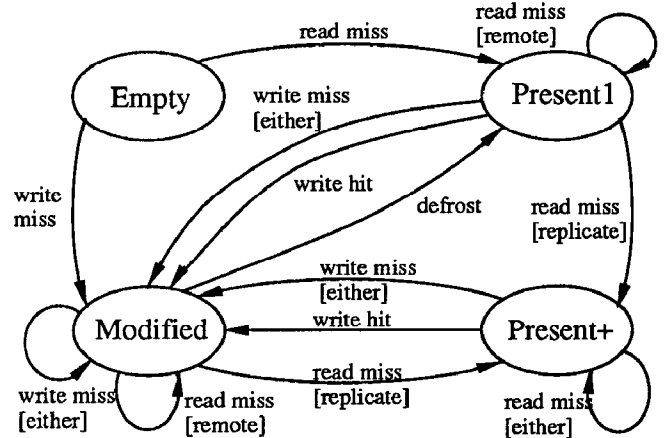 read miss
read miss
[remote]
Empty
write miss
[either]
Present1
write hit
write
miss
defrost
read miss
[replicate]
write miss
[either]
Modified
write hit
Present+
read miss
[replicate]
write miss
[either]
read miss
[remote]
read miss
[either]